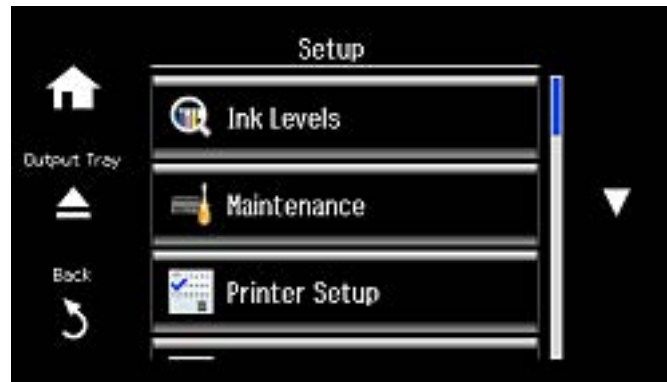 Setup
Ink Levels
Output Tray
Maintenance
Back
Printer Setup